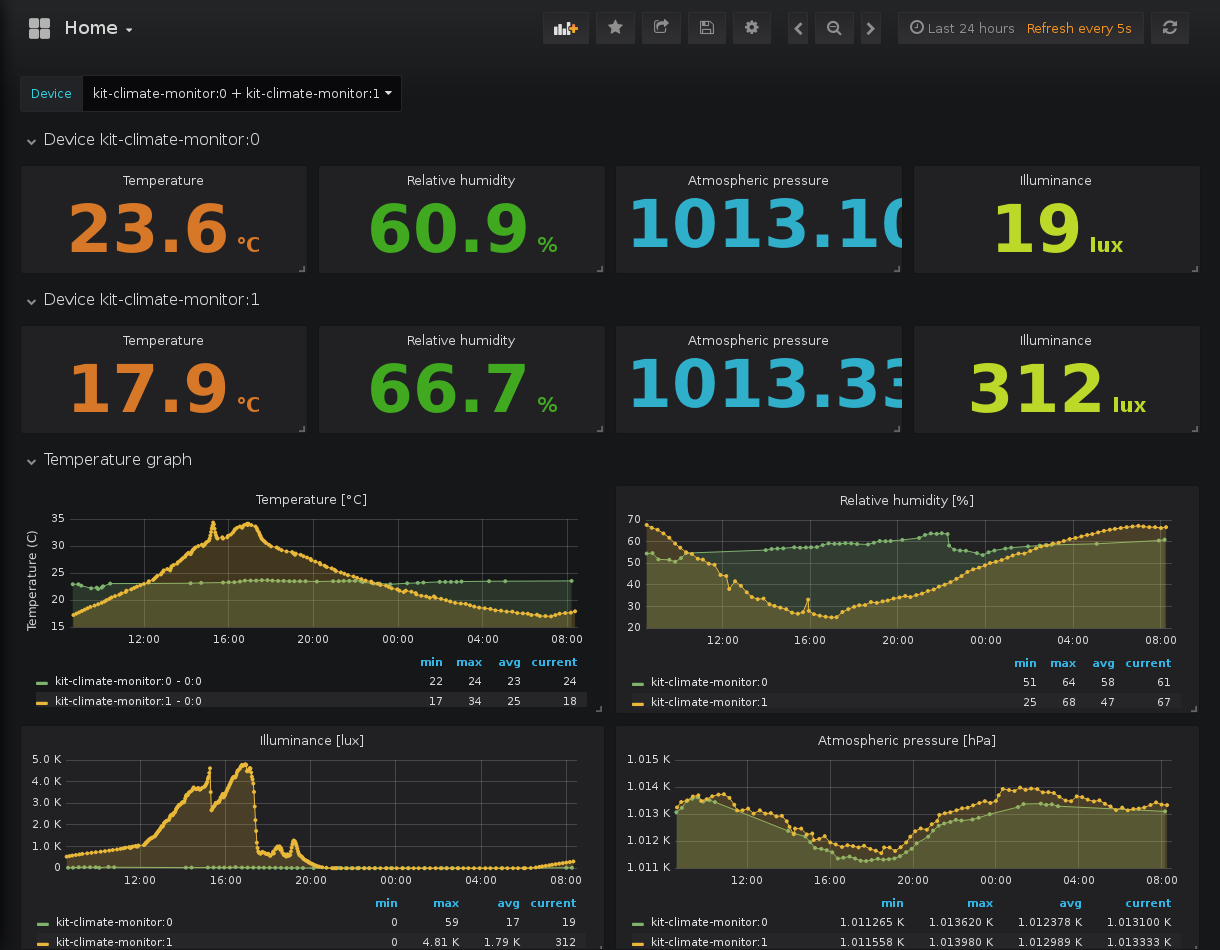 Home
Last 24 hours Refresh every 5s
Device kit-climate-monitor:0 + kit-climate-monitor:1
Device kit-climate-monitor:0
Temperature Relative humidity Atmospheric pressure Illuminance
23.6 °C 60.9 % 1013.10 19 lux
Device kit-climate-monitor:1
Temperature Relative humidity Atmospheric pressure Illuminance
17.9 °C 66.7 % 1013.33 312 lux
Temperature graph
Temperature [°C]
Temperature (C)
35
30
25
20
15
12:00 16:00 20:00 00:00 04:00 08:00
min max avg current
kit-climate-monitor:0 - 0:0 22 24 23 24
kit-climate-monitor:1 - 0:0 17 34 25 18
Relative humidity [%]
70
60
50
40
30
20
12:00 16:00 20:00 00:00 04:00 08:00
min max avg current
kit-climate-monitor:0 51 64 58 61
kit-climate-monitor:1 25 68 47 67
Illuminance [lux]
5.0 K
4.0 K
3.0 K
2.0 K
1.0 K
0
12:00 16:00 20:00 00:00 04:00 08:00
min max avg current
kit-climate-monitor:0 0 59 17 19
kit-climate-monitor:1 0 4.81 K 1.79 K 312
Atmospheric pressure [hPa]
1.015 K
1.014 K
1.013 K
1.012 K
1.011 K
12:00 16:00 20:00 00:00 04:00 08:00
min max avg current
kit-climate-monitor:0 1.011265 K 1.013620 K 1.012378 K 1.013100 K
kit-climate-monitor:1 1.011558 K 1.013980 K 1.012989 K 1.013333 K